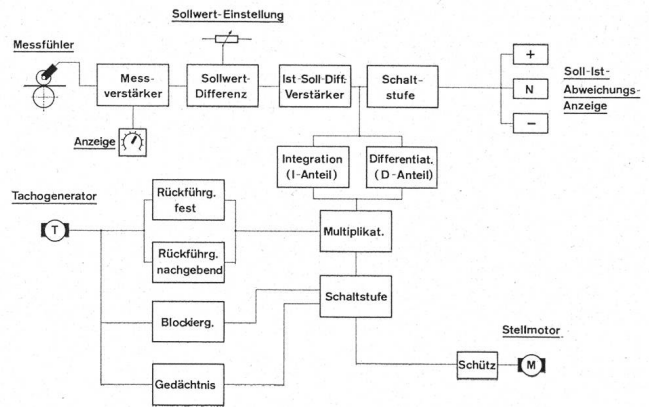 Sollwert-Einstellung
Messfühler
Mess-
verstärker
Sollwert-
Differenz
Ist-Soll-Diff.
Verstärker
Schalt-
stufe
+
N
−
Soll-Ist-
Abweichungs-
Anzeige
Anzeige
Integration
(I-Anteil)
Differentiat.
(D-Anteil)
Tachogenerator
T
Rückführg.
fest
Rückführg.
nachgebend
Multiplikat.
Schaltstufe
Blockierg.
Gedächtnis
Stellmotor
Schütz
M